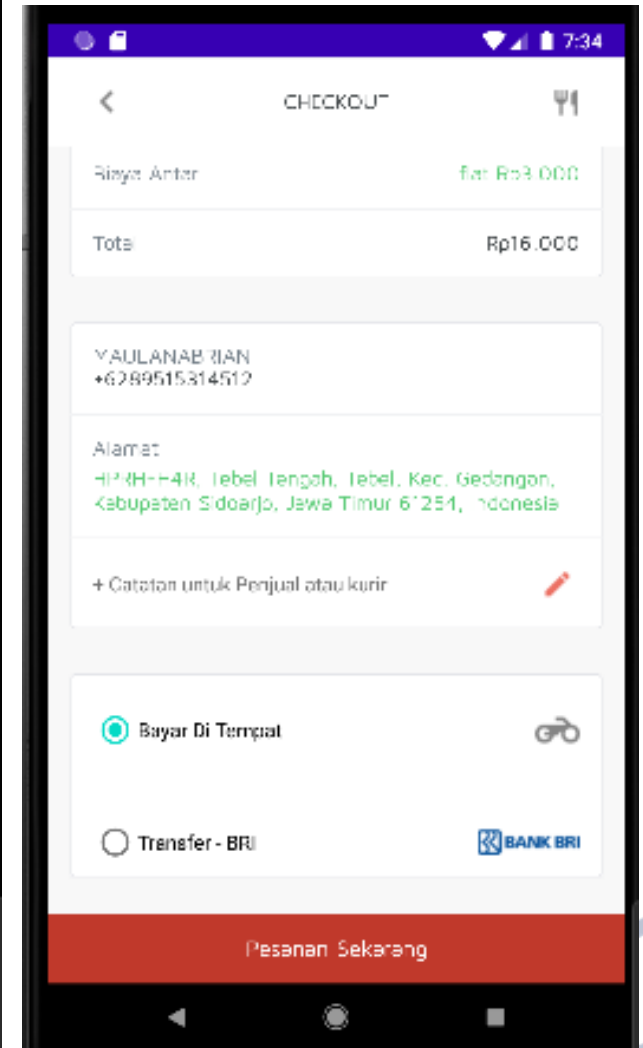 7:34
CHECKOUT
Biaya Antar
flat Rp3.000
Total
Rp16.000
MAULANABRIAN
+6289515314512
Alamat
Tebel Tengah, Tebel, Kec. Gedangan,
Kabupaten Sidoarjo, Jawa Timur 61254, Indonesia
+ Catatan untuk Penjual atau kurir
Bayar Di Tempat
Transfer - BRI
BANK BRI
Pesanan Sekarang